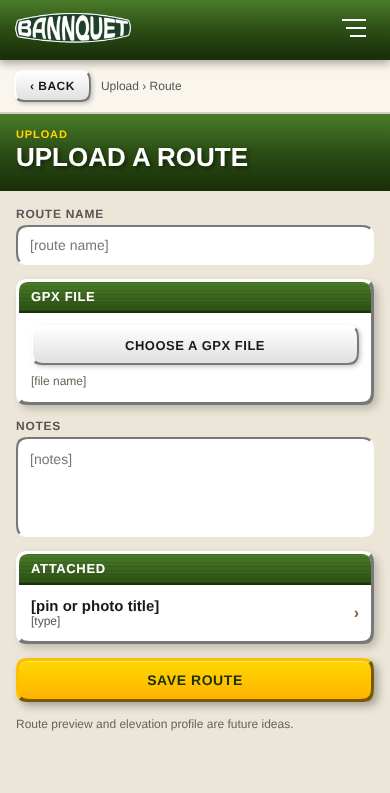 BANNQUET
‹ BACK
Upload › Route
UPLOAD
UPLOAD A ROUTE
ROUTE NAME
[route name]
GPX FILE
CHOOSE A GPX FILE
[file name]
NOTES
[notes]
ATTACHED
[pin or photo title]
[type]
›
SAVE ROUTE
Route preview and elevation profile are future ideas.